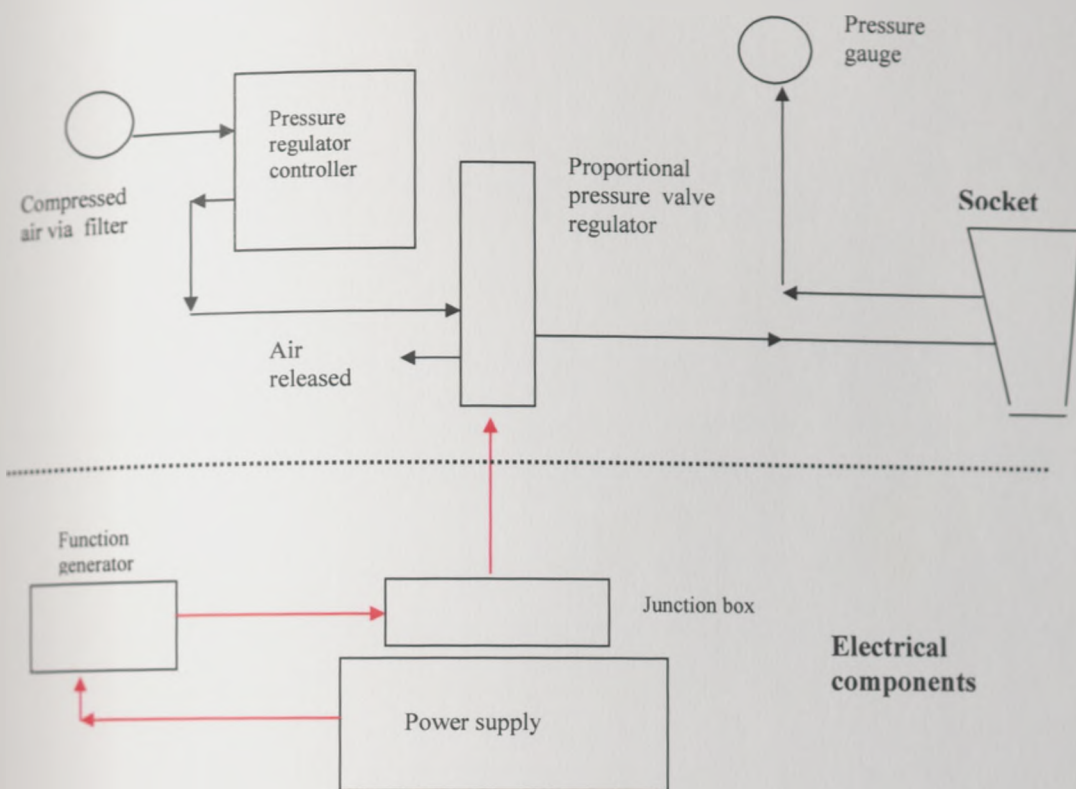 Pressure
gauge
Pressure
regulator
controller
Compressed
air via filter
Proportional
pressure valve
regulator
Socket
Air
released
Function
generator
Junction box
Electrical
components
Power supply